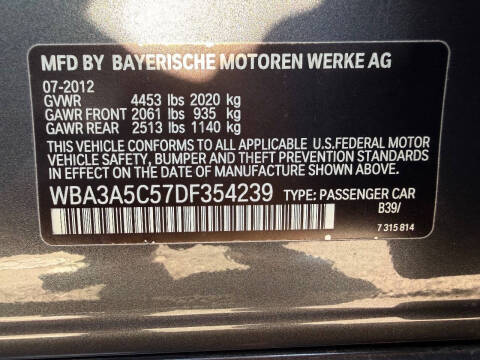 MFD BY BAYERISCHE MOTOREN WERKE AG
07-2012
GVWR 4453 lbs 2020 kg
GAWR FRONT 2061 lbs 935 kg
GAWR REAR 2513 lbs 1140 kg
THIS VEHICLE CONFORMS TO ALL APPLICABLE U.S.FEDERAL MOTOR
VEHICLE SAFETY, BUMPER AND THEFT PREVENTION STANDARDS
IN EFFECT ON THE DATE OF MANUFACTURE SHOWN ABOVE.
WBA3A5C57DF354239 TYPE: PASSENGER CAR
B39/
7 315 814